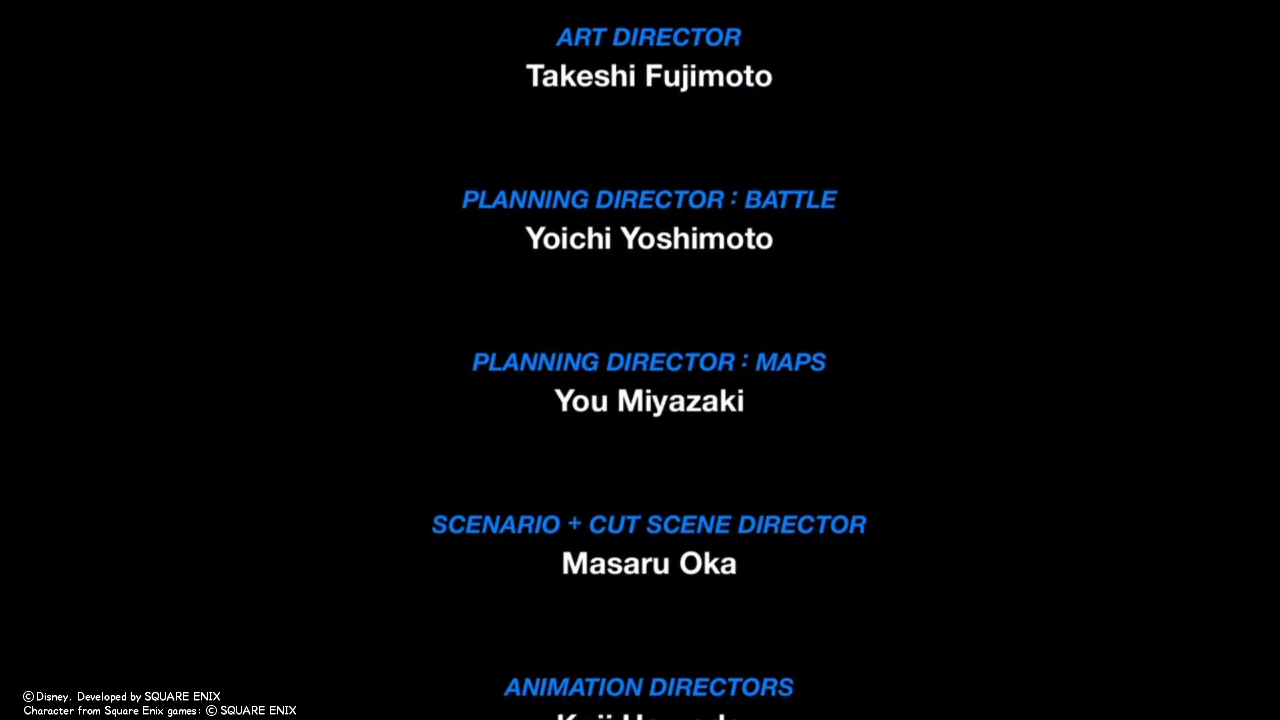 ART DIRECTOR
Takeshi Fujimoto
PLANNING DIRECTOR : BATTLE
Yoichi Yoshimoto
PLANNING DIRECTOR : MAPS
You Miyazaki
SCENARIO + CUT SCENE DIRECTOR
Masaru Oka
ANIMATION DIRECTORS
©Disney. Developed by SQUARE ENIX
Character from Square Enix games: © SQUARE ENIX